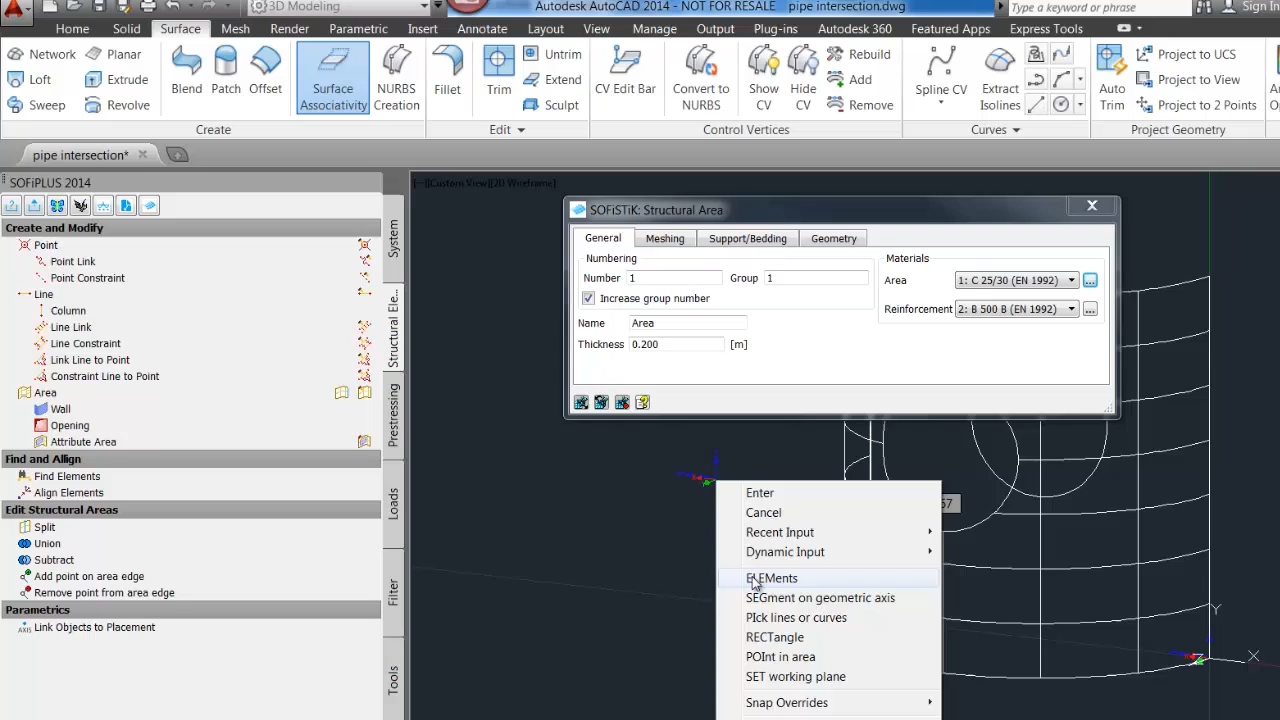 3D Modeling
Autodesk AutoCAD 2014 - NOT FOR RESALE pipe intersection.dwg
Type a keyword or phrase
Sign In
Home Solid Surface Mesh Render Parametric Insert Annotate Layout View Manage Output Plug-ins Autodesk 360 Featured Apps Express Tools
Network
Planar
Loft
Extrude
Sweep
Revolve
Blend
Patch
Offset
Surface
Associativity
NURBS
Creation
Fillet
Trim
Untrim
Extend
Sculpt
CV Edit Bar
Convert to
NURBS
Show
CV
Hide
CV
Rebuild
Add
Remove
Spline CV
Extract
Isolines
Auto
Trim
Project to UCS
Project to View
Project to 2 Points
Create
Edit
Control Vertices
Curves
Project Geometry
pipe intersection*
SOFiPLUS 2014
Create and Modify
Point
Point Link
Point Constraint
Line
Column
Line Link
Line Constraint
Link Line to Point
Constraint Line to Point
Area
Wall
Opening
Attribute Area
Find and Align
Find Elements
Align Elements
Edit Structural Areas
Split
Union
Subtract
Add point on area edge
Remove point from area edge
Parametrics
Link Objects to Placement
System
Structural Ele...
Prestressing
Loads
Filter
Tools
[−][Custom View][2D Wireframe]
SOFiSTiK: Structural Area
General Meshing Support/Bedding Geometry
Numbering
Number 1 Group 1
Increase group number
Name Area
Thickness 0.200 [m]
Materials
Area 1: C 25/30 (EN 1992) ...
Reinforcement 2: B 500 B (EN 1992) ...
67
Enter
Cancel
Recent Input
Dynamic Input
ELEMents
SEGment on geometric axis
PIck lines or curves
RECTangle
POInt in area
SET working plane
Snap Overrides
Y
X
Z